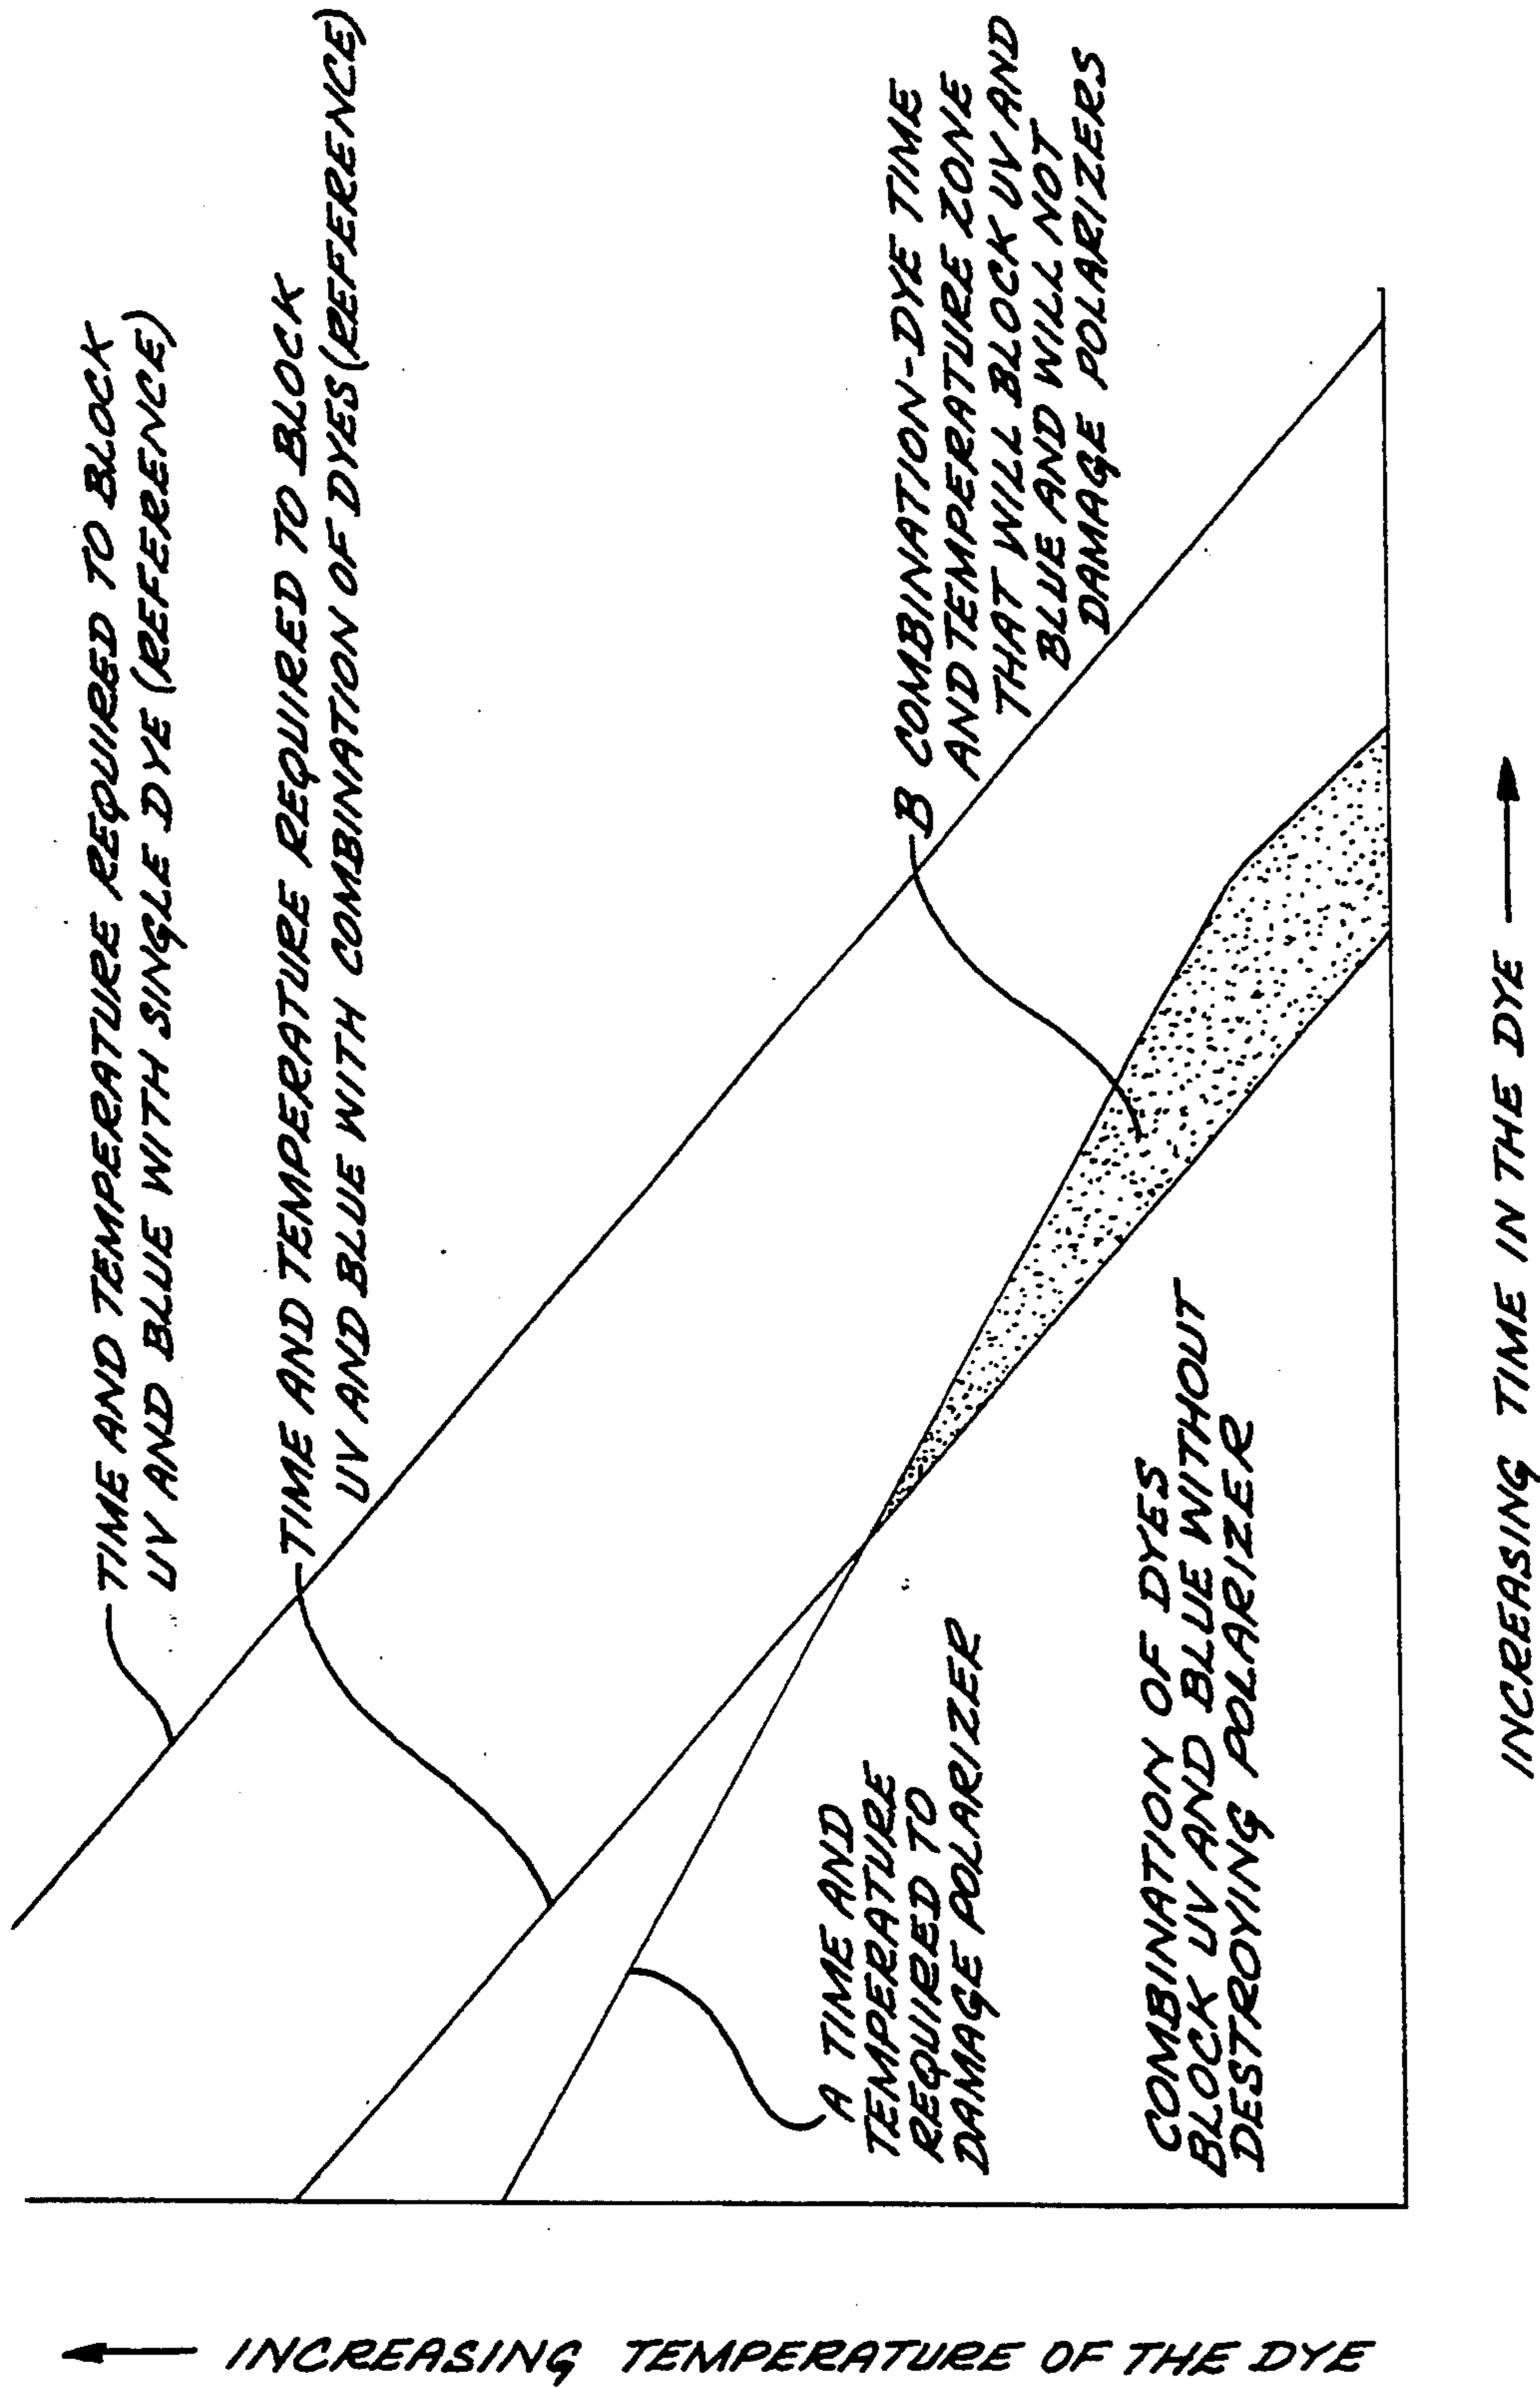 TIME AND TEMPERATURE REQUIRED TO BLOCK
UV AND BLUE WITH SINGLE DYE (REFERENCE)
TIME AND TEMPERATURE REQUIRED TO BLOCK
UV AND BLUE WITH COMBINATION OF DYES (REFERENCE)
B COMBINATION-DYE TIME
AND TEMPERATURE ZONE
THAT WILL BLOCK UV AND
BLUE AND WILL NOT
DAMAGE POLARIZERS
A TIME AND
TEMPERATURE
REQUIRED TO
DAMAGE POLARIZER
COMBINATION OF DYES
BLOCK UV AND BLUE WITHOUT
DESTROYING POLARIZER
INCREASING TEMPERATURE OF THE DYE
INCREASING TIME IN THE DYE